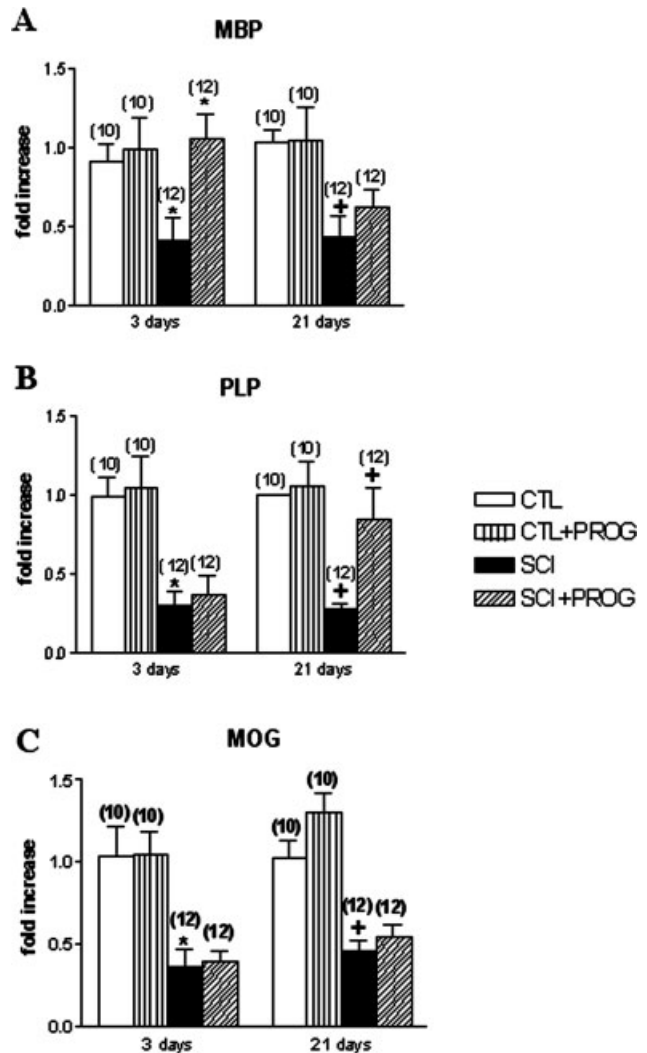 A
MBP
fold increase
1.5
1.0
0.5
0.0
(10)
(10)
(12)
*
(12)
*
(10)
(10)
(12)
+
(12)
3 days
21 days
B
PLP
fold increase
1.5
1.0
0.5
0.0
(10)
(10)
(12)
*
(12)
(10)
(10)
(12)
+
(12)
+
3 days
21 days
CTL
CTL+PROG
SCI
SCI+PROG
C
MOG
fold increase
1.5
1.0
0.5
0.0
(10)
(10)
(12)
*
(12)
(10)
(10)
(12)
+
(12)
3 days
21 days